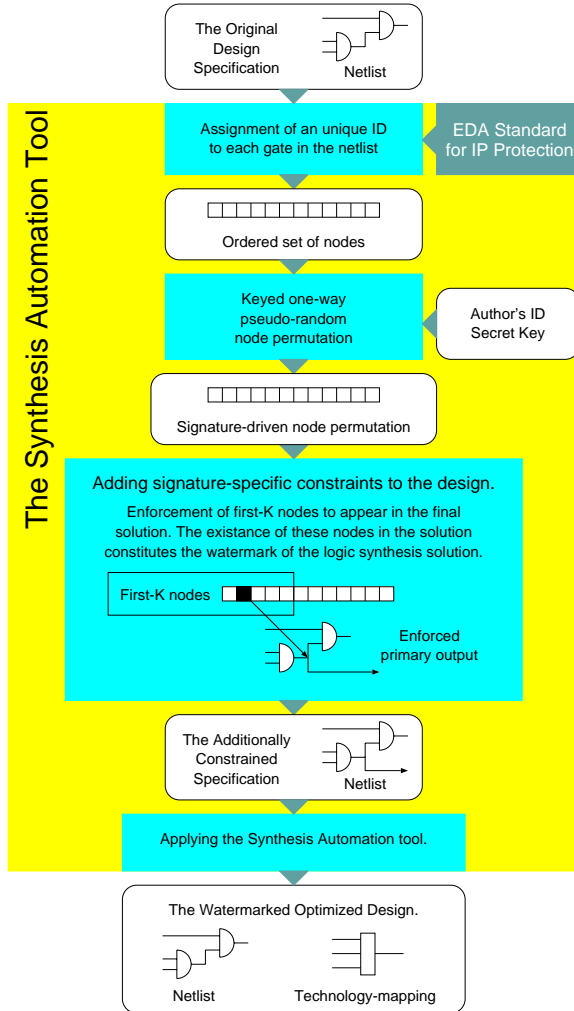 The Original
Design
Specification
Netlist
The Synthesis Automation Tool
Assignment of an unique ID
to each gate in the netlist
EDA Standard
for IP Protection
Ordered set of nodes
Keyed one-way
pseudo-random
node permutation
Author's ID
Secret Key
Signature-driven node permutation
Adding signature-specific constraints to the design.
Enforcement of first-K nodes to appear in the final
solution. The existance of these nodes in the solution
constitutes the watermark of the logic synthesis solution.
First-K nodes
Enforced
primary output
The Additionally
Constrained
Specification
Netlist
Applying the Synthesis Automation tool.
The Watermarked Optimized Design.
Netlist
Technology-mapping